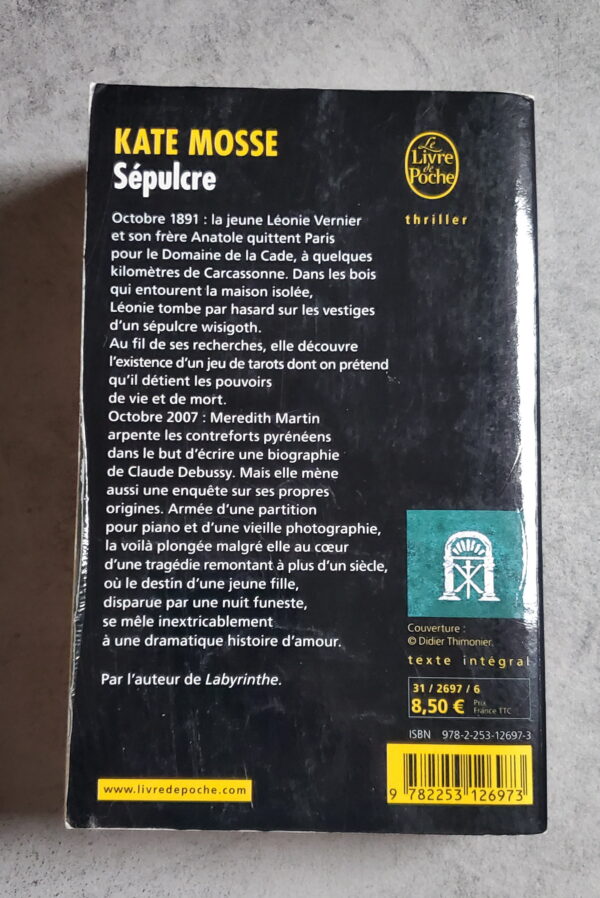 KATE MOSSE
Sépulcre
Le
Livre
de
Poche
thriller
Octobre 1891 : la jeune Léonie Vernier
et son frère Anatole quittent Paris
pour le Domaine de la Cade, à quelques
kilomètres de Carcassonne. Dans les bois
qui entourent la maison isolée,
Léonie tombe par hasard sur les vestiges
d'un sépulcre wisigoth.
Au fil de ses recherches, elle découvre
l'existence d'un jeu de tarots dont on prétend
qu'il détient les pouvoirs
de vie et de mort.
Octobre 2007 : Meredith Martin
arpente les contreforts pyrénéens
dans le but d'écrire une biographie
de Claude Debussy. Mais elle mène
aussi une enquête sur ses propres
origines. Armée d'une partition
pour piano et d'une vieille photographie,
la voilà plongée malgré elle au cœur
d'une tragédie remontant à plus d'un siècle,
où le destin d'une jeune fille,
disparue par une nuit funeste,
se mêle inextricablement
à une dramatique histoire d'amour.
Par l'auteur de Labyrinthe.
Couverture :
© Didier Thimonier.
texte intégral
31 / 2697 / 6
8,50 € Prix
France TTC
ISBN 978-2-253-12697-3
9 782253 126973
www.livredepoche.com